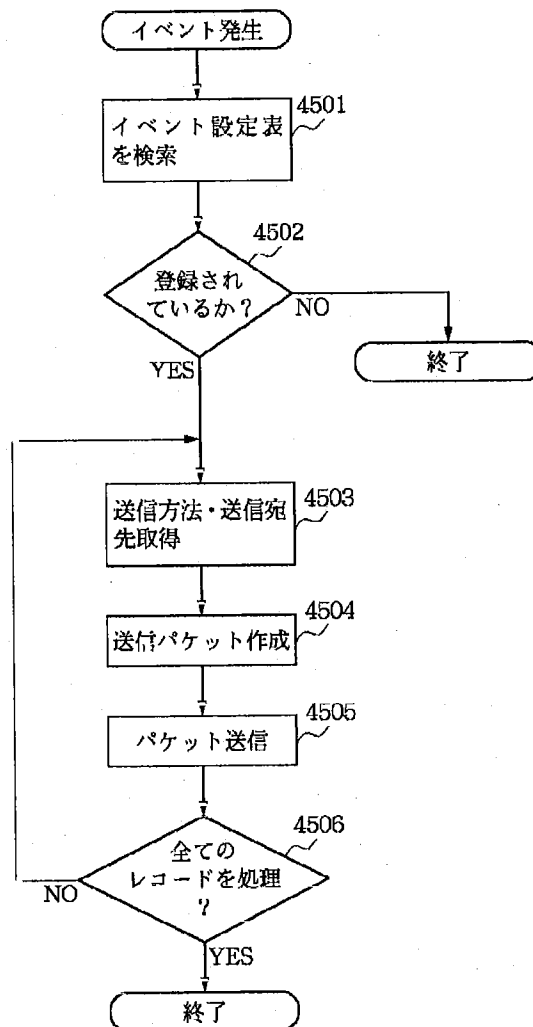 イベント発生
4501
イベント設定表
を検索
4502
登録され
ているか?
NO
YES
終了
送信方法・送信宛
先取得
4503
送信パケット作成
4504
パケット送信
4505
4506
全ての
レコードを処理
?
NO
YES
終了